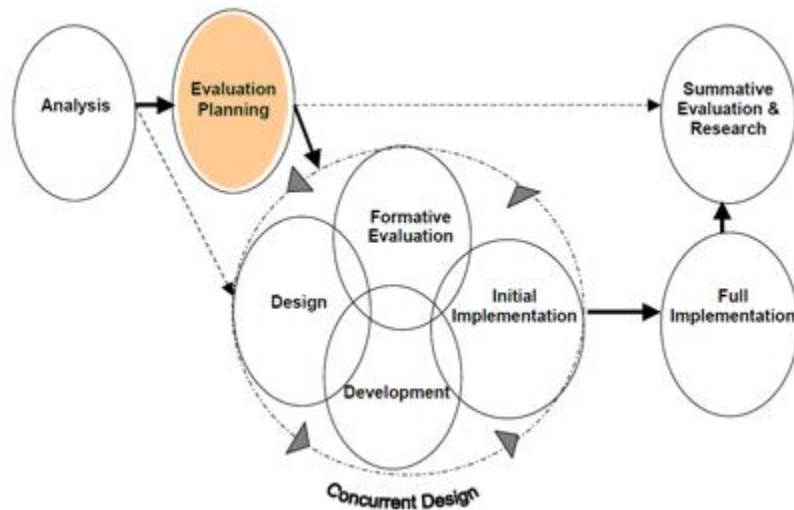 Analysis
Evaluation
Planning
Summative
Evaluation &
Research
Formative
Evaluation
Design
Initial
Implementation
Full
Implementation
Development
Concurrent Design